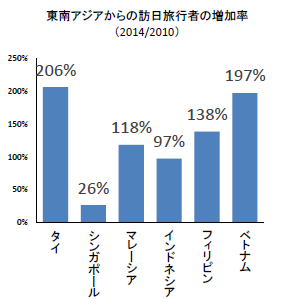 東南アジアからの訪日旅行者の増加率
（2014/2010）
250%
200%
150%
100%
50%
0%
206%
26%
118%
97%
138%
197%
タイ
シンガポール
マレーシア
インドネシア
フィリピン
ベトナム